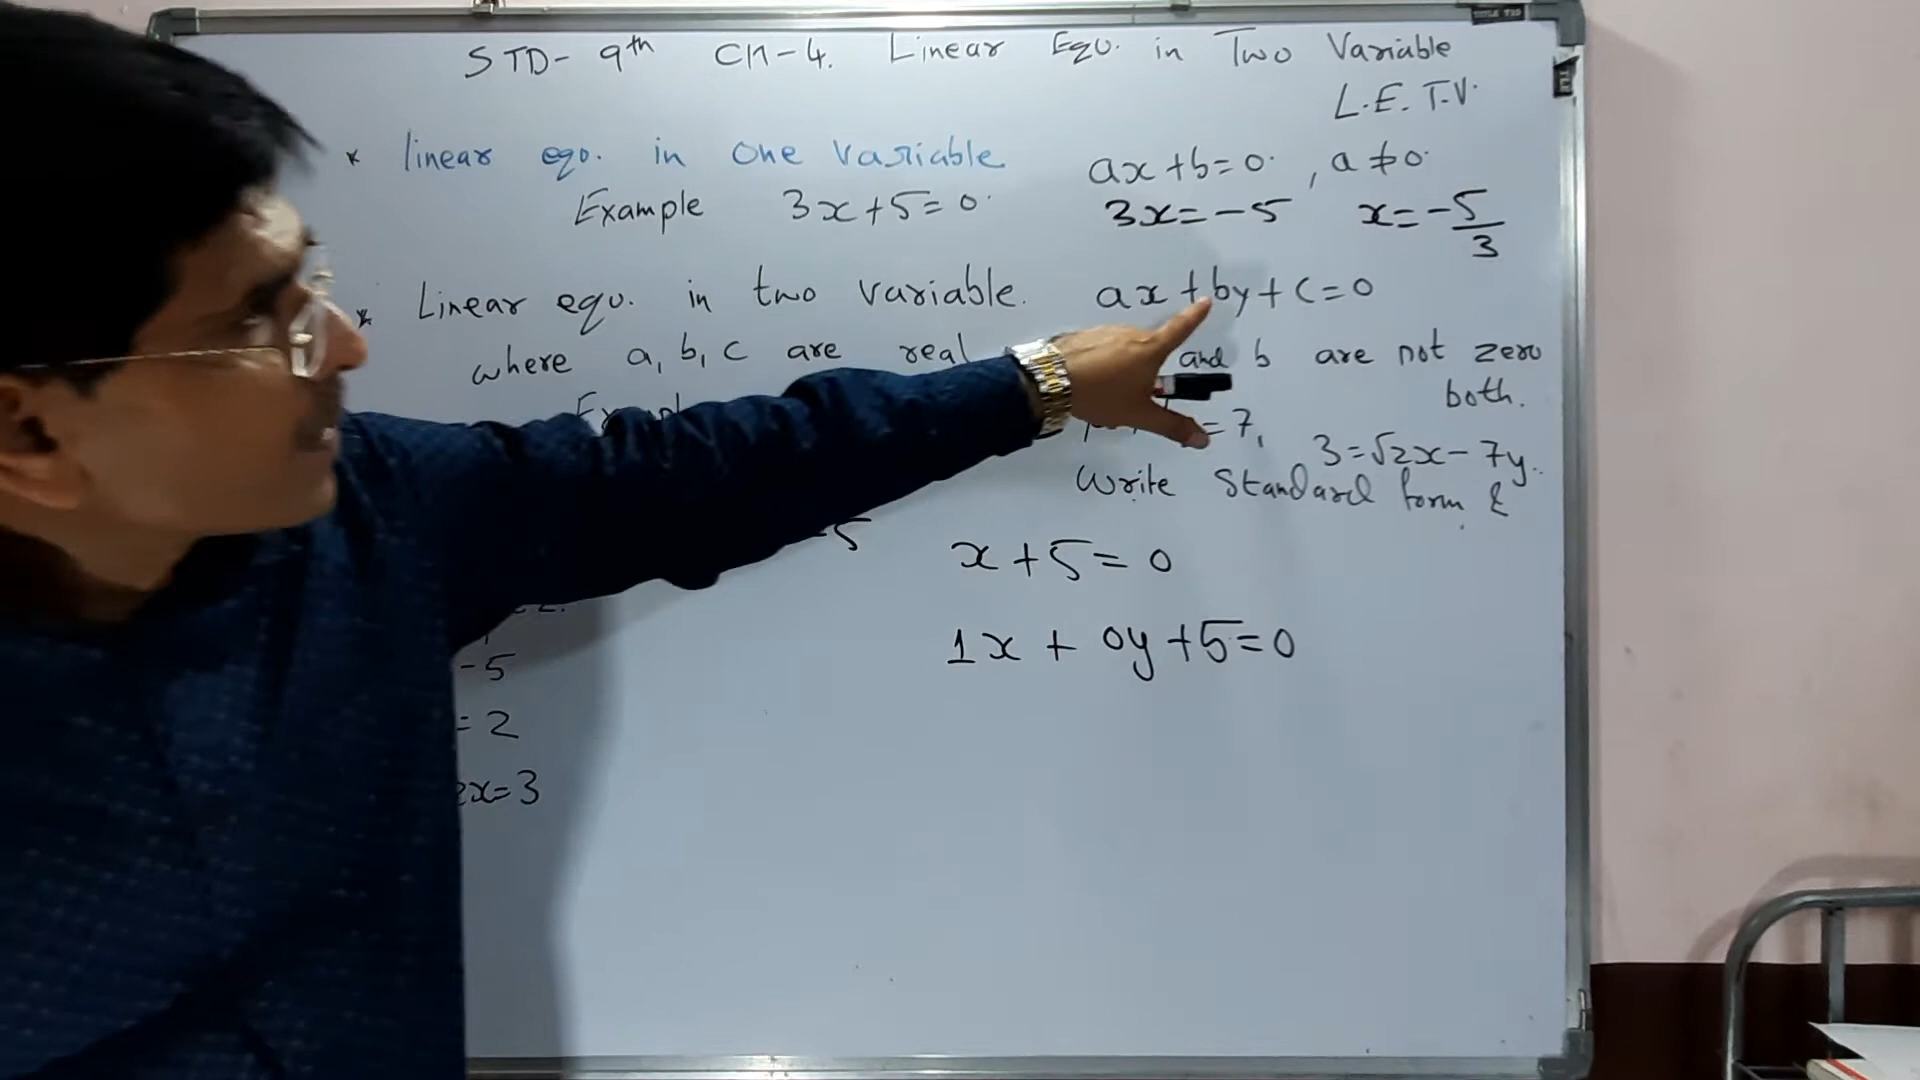 STD- 9th CH-4. Linear Equ. in Two Variable
L.E.T.V.
* linear equ. in one variable ax+b=0. , a≠0.
Example 3x+5=0. 3x=-5 x=-5/3
* Linear equ. in two variable. ax+by+c=0
where a, b, c are real and b are not zero
both.
=7, 3=√2x-7y.
Write Standard form &
-5 x+5=0
-5 1x+0y+5=0
=2
2x=3